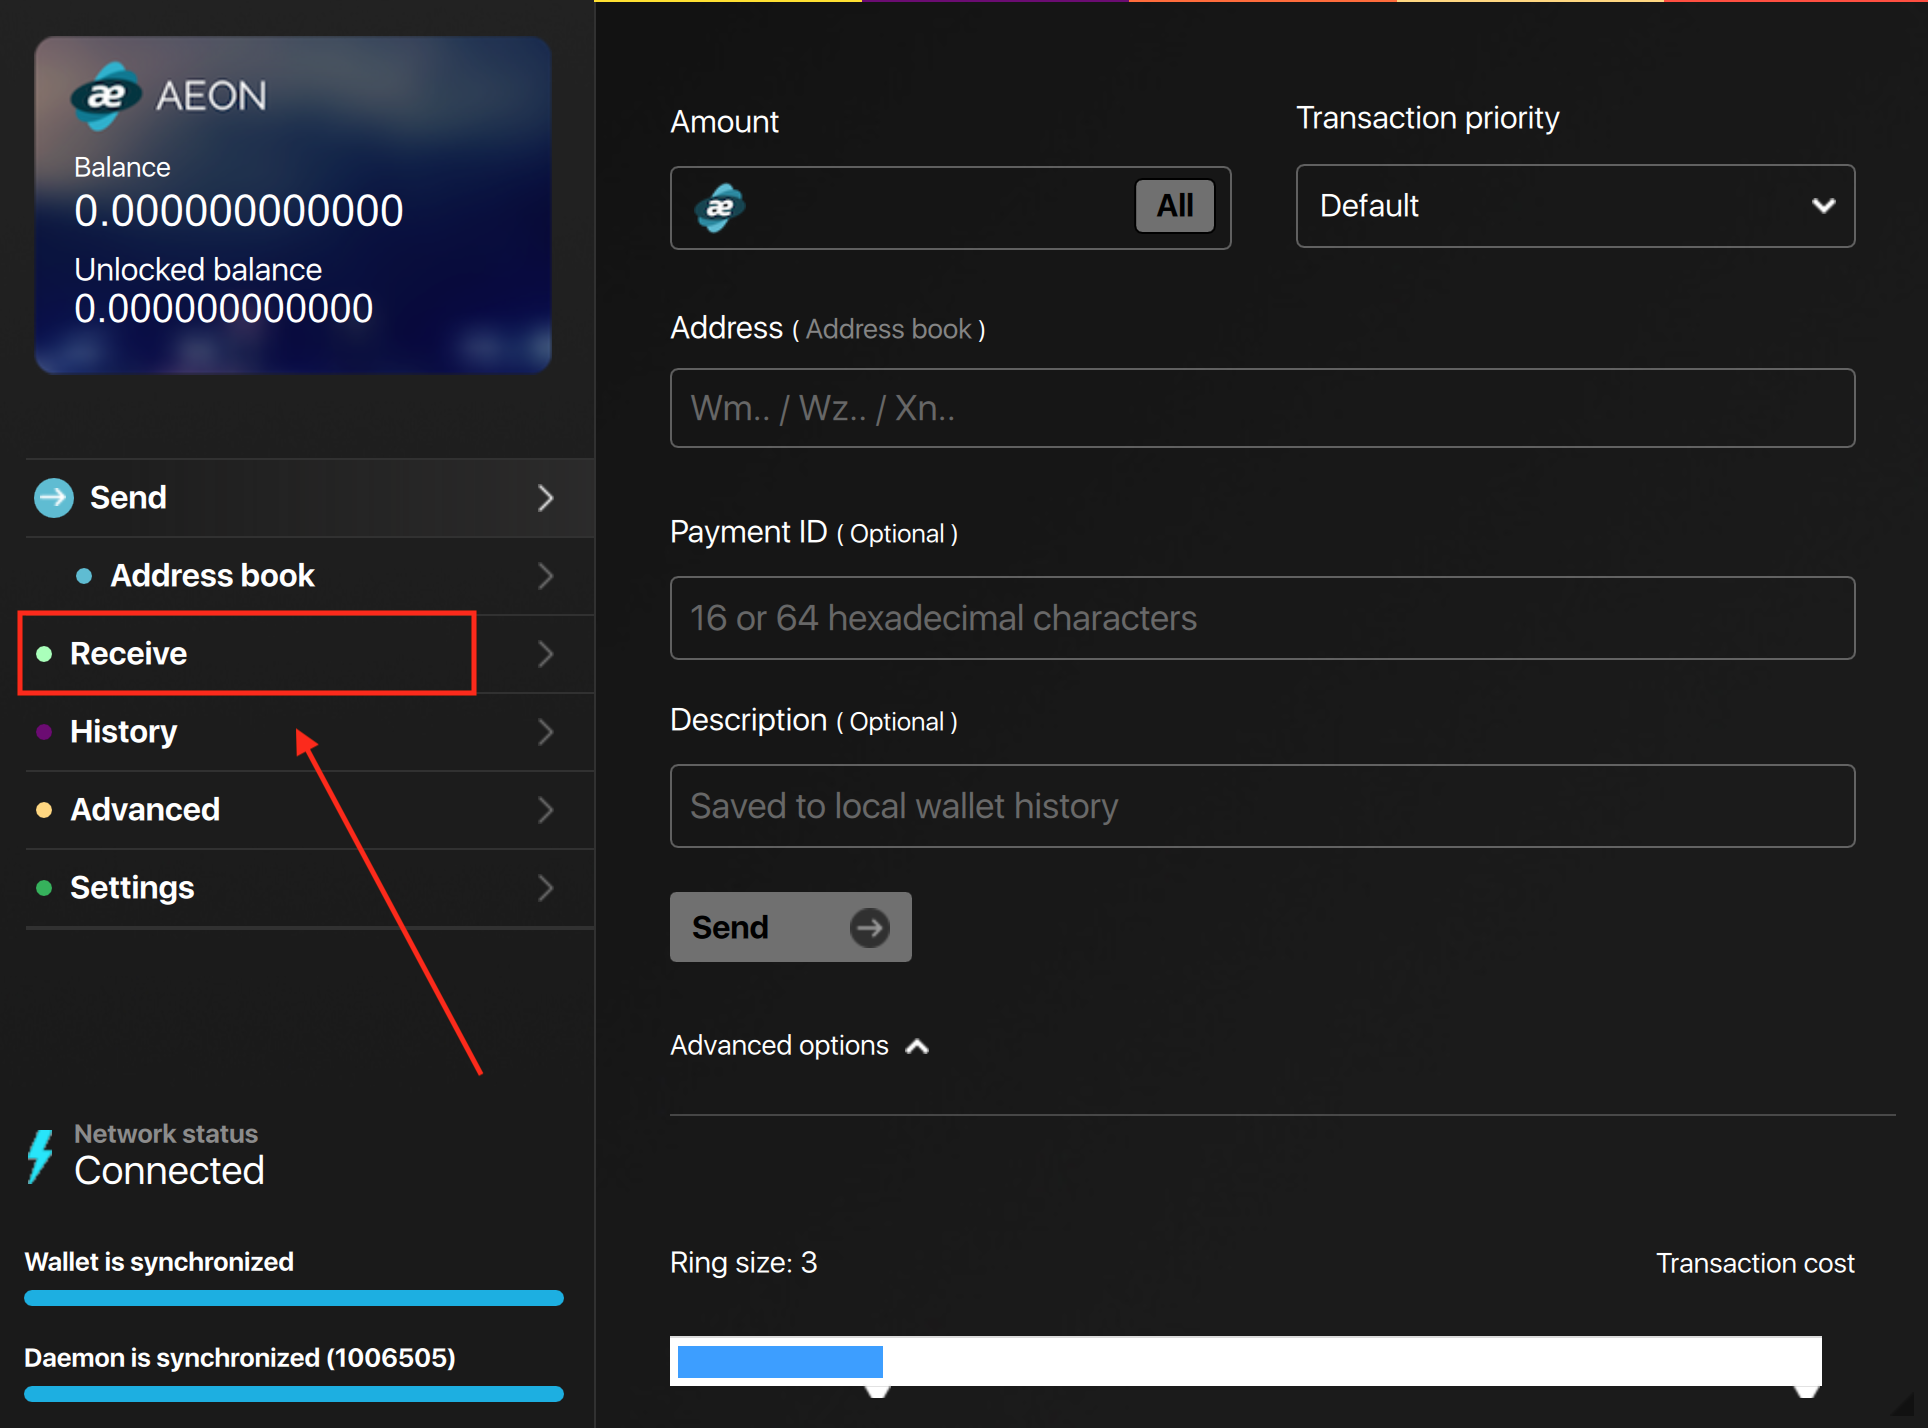 æ AEON
Balance
0.000000000000
Unlocked balance
0.000000000000
Send
Address book
Receive
History
Advanced
Settings
Network status
Connected
Wallet is synchronized
Daemon is synchronized (1006505)
Amount
æ All
Transaction priority
Default
Address ( Address book )
Wm.. / Wz.. / Xn..
Payment ID ( Optional )
16 or 64 hexadecimal characters
Description ( Optional )
Saved to local wallet history
Send
Advanced options
Ring size: 3
Transaction cost